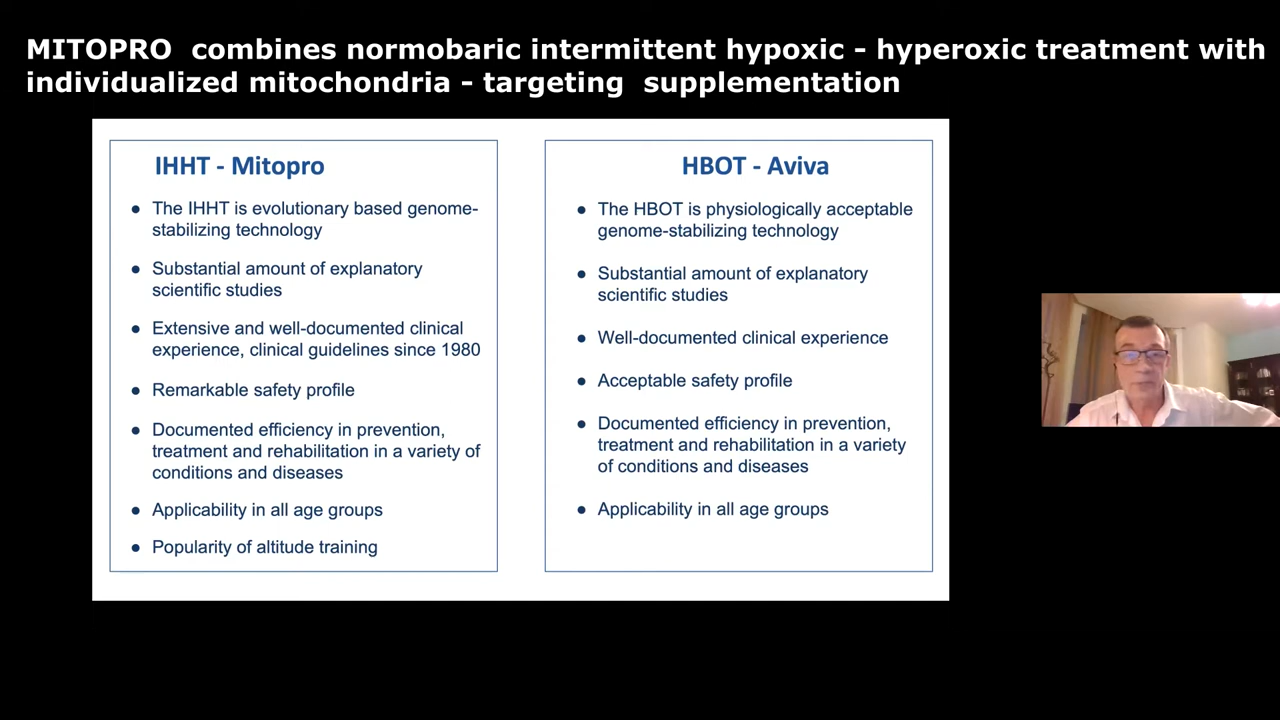 MITOPRO combines normobaric intermittent hypoxic - hyperoxic treatment with
individualized mitochondria - targeting supplementation
IHHT - Mitopro
● The IHHT is evolutionary based genome-
stabilizing technology
● Substantial amount of explanatory
scientific studies
● Extensive and well-documented clinical
experience, clinical guidelines since 1980
● Remarkable safety profile
● Documented efficiency in prevention,
treatment and rehabilitation in a variety of
conditions and diseases
● Applicability in all age groups
● Popularity of altitude training
HBOT - Aviva
● The HBOT is physiologically acceptable
genome-stabilizing technology
● Substantial amount of explanatory
scientific studies
● Well-documented clinical experience
● Acceptable safety profile
● Documented efficiency in prevention,
treatment and rehabilitation in a variety
of conditions and diseases
● Applicability in all age groups